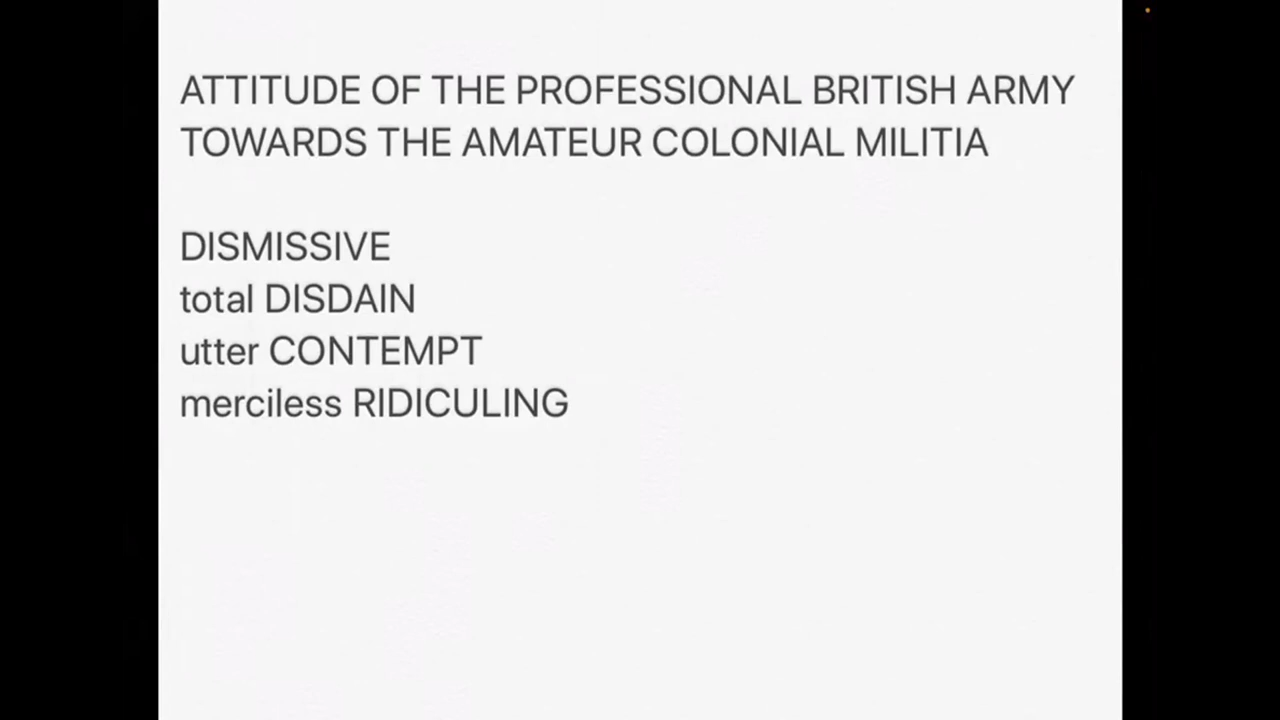 ATTITUDE OF THE PROFESSIONAL BRITISH ARMY
TOWARDS THE AMATEUR COLONIAL MILITIA
DISMISSIVE
total DISDAIN
utter CONTEMPT
merciless RIDICULING